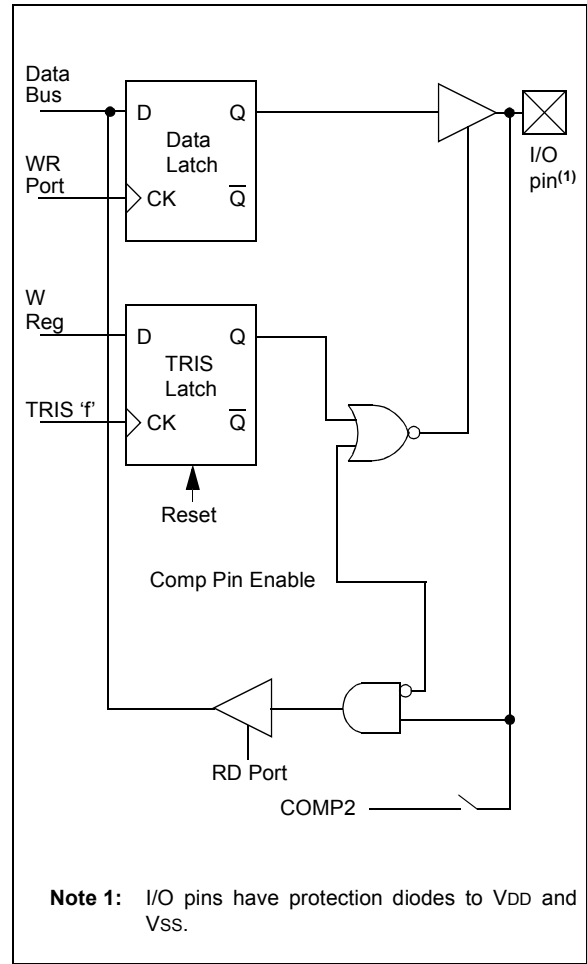 Data
Bus
D Q
Data
Latch
WR
Port
CK Q
I/O
pin(1)
W
Reg
D Q
TRIS
Latch
TRIS ‘f’
CK Q
Reset
Comp Pin Enable
RD Port
COMP2
Note 1: I/O pins have protection diodes to VDD and
VSS.